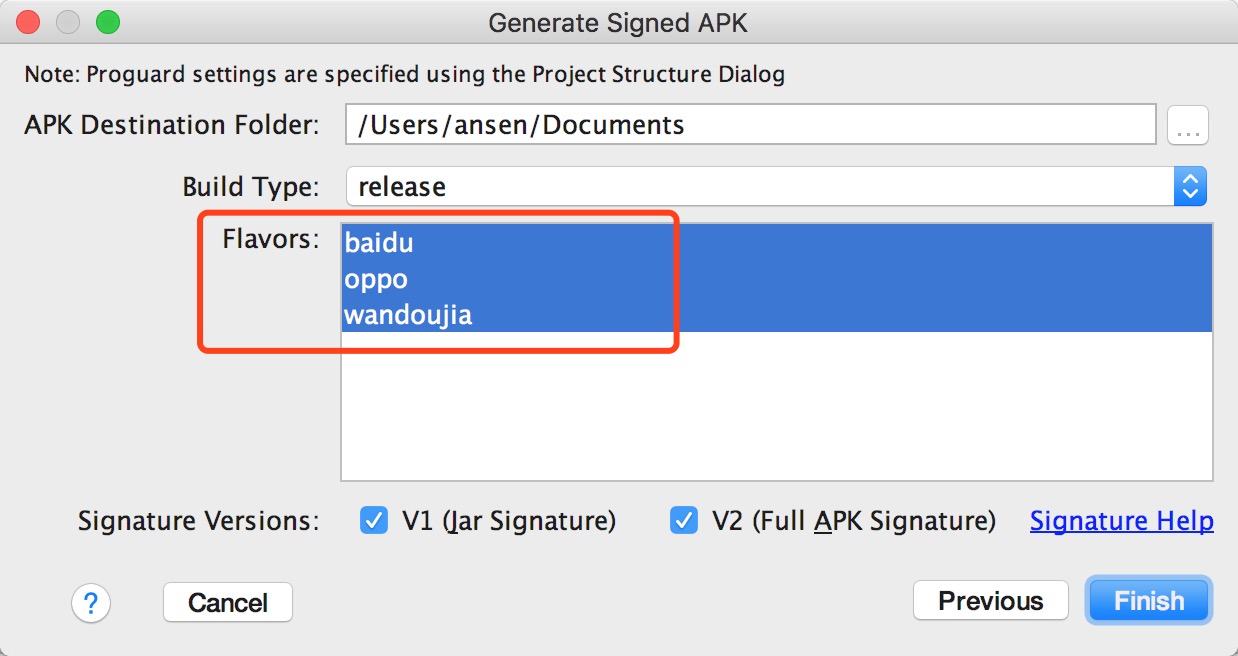 Generate Signed APK
Note: Proguard settings are specified using the Project Structure Dialog
APK Destination Folder: /Users/ansen/Documents ...
Build Type: release
Flavors: baidu
oppo
wandoujia
Signature Versions: V1 (Jar Signature) V2 (Full APK Signature) Signature Help
? Cancel Previous Finish